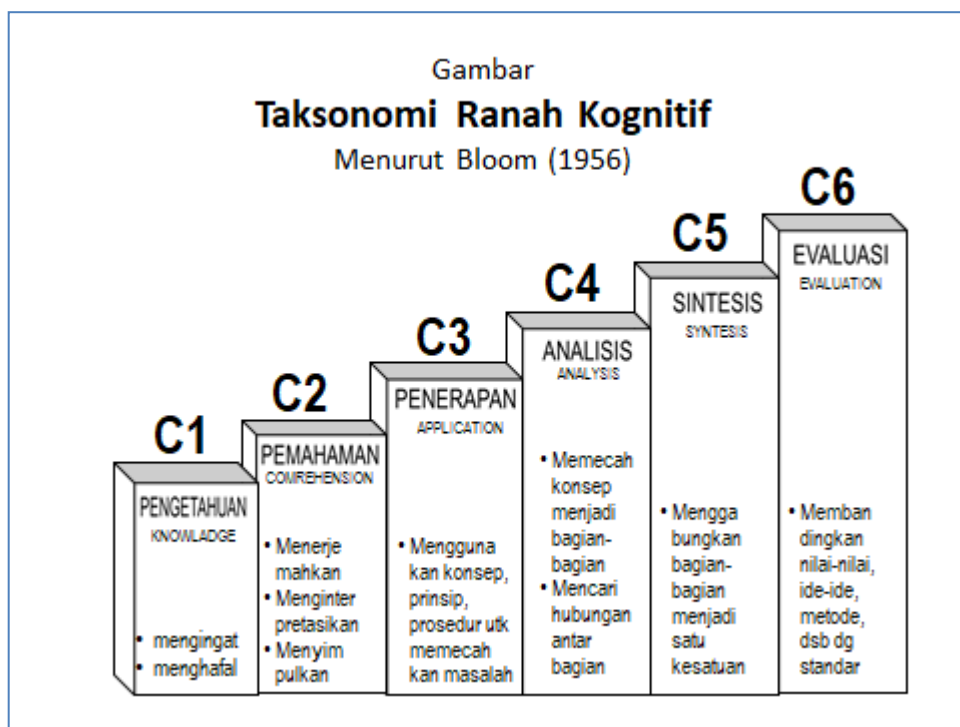 Gambar
Taksonomi Ranah Kognitif
Menurut Bloom (1956)
C1
PENGETAHUAN
KNOWLADGE
• mengingat
• menghafal
C2
PEMAHAMAN
COMREHENSION
• Menerje
mahkan
• Menginter
pretasikan
• Menyim
pulkan
C3
PENERAPAN
APPLICATION
• Mengguna
kan konsep,
prinsip,
prosedur utk
memecah
kan masalah
C4
ANALISIS
ANALYSIS
• Memecah
konsep
menjadi
bagian-
bagian
• Mencari
hubungan
antar
bagian
C5
SINTESIS
SYNTESIS
• Mengga
bungkan
bagian-
bagian
menjadi
satu
kesatuan
C6
EVALUASI
EVALUATION
• Memban
dingkan
nilai-nilai,
ide-ide,
metode,
dsb dg
standar